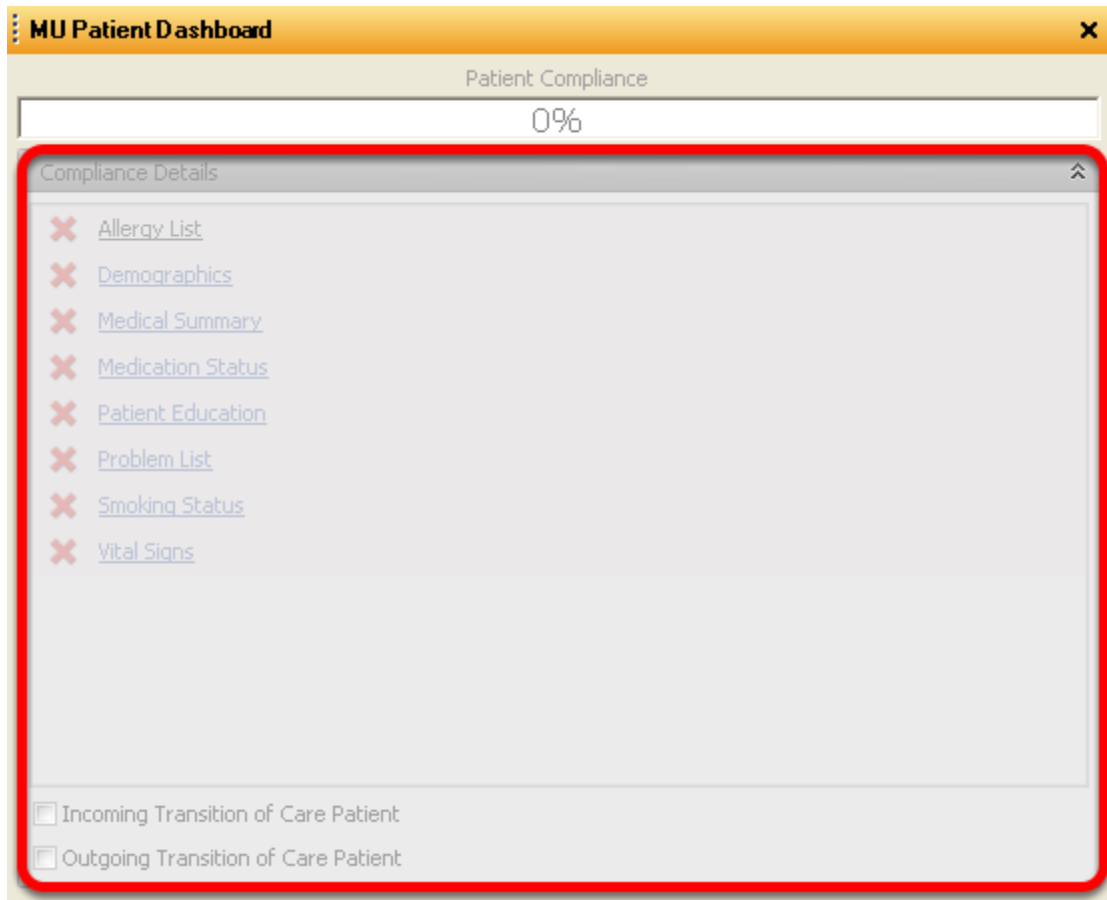 MU Patient Dashboard
Patient Compliance
0%
Compliance Details
Allergy List
Demographics
Medical Summary
Medication Status
Patient Education
Problem List
Smoking Status
Vital Signs
Incoming Transition of Care Patient
Outgoing Transition of Care Patient